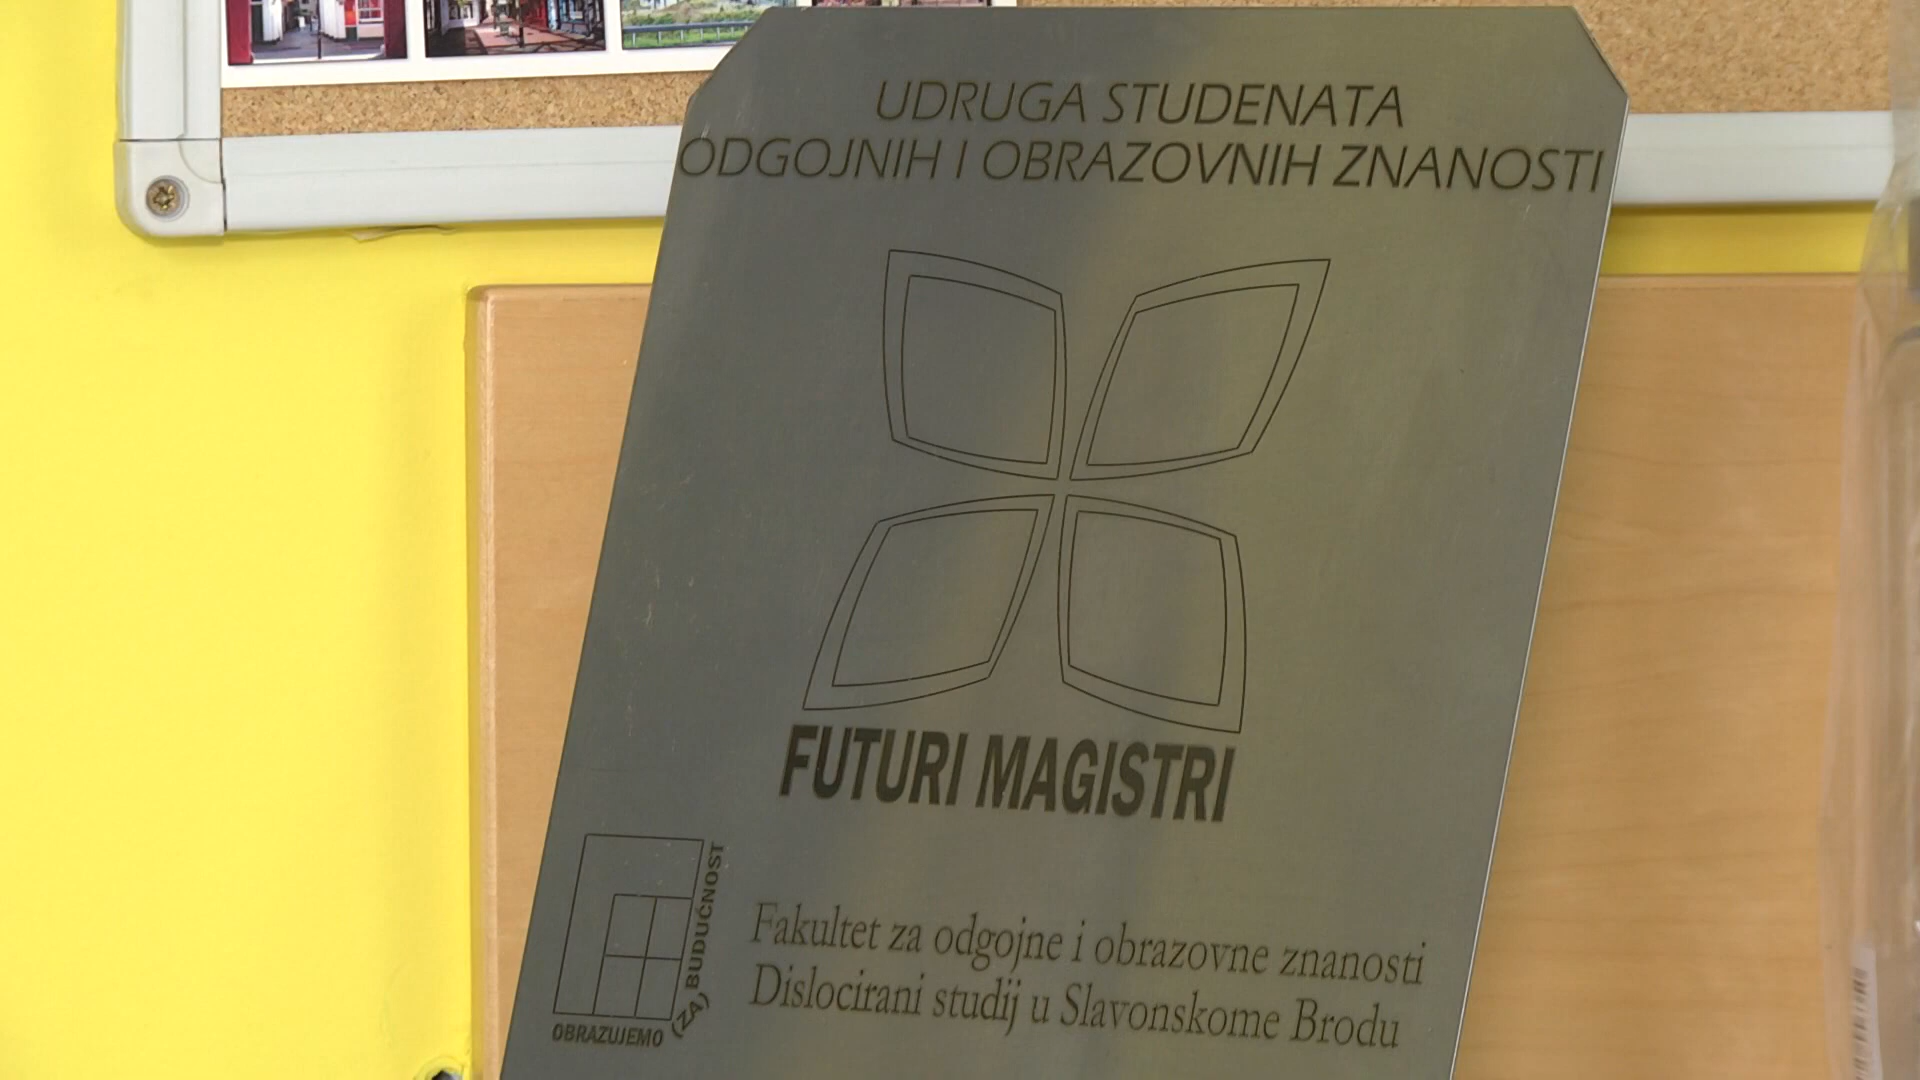 UDRUGA STUDENATA
ODGOJNIH I OBRAZOVNIH ZNANOSTI
FUTURI MAGISTRI
OBRAZUJEMO (ZA) BUDUĆNOST
Fakultet za odgojne i obrazovne znanosti
Dislocirani studij u Slavonskome Brodu